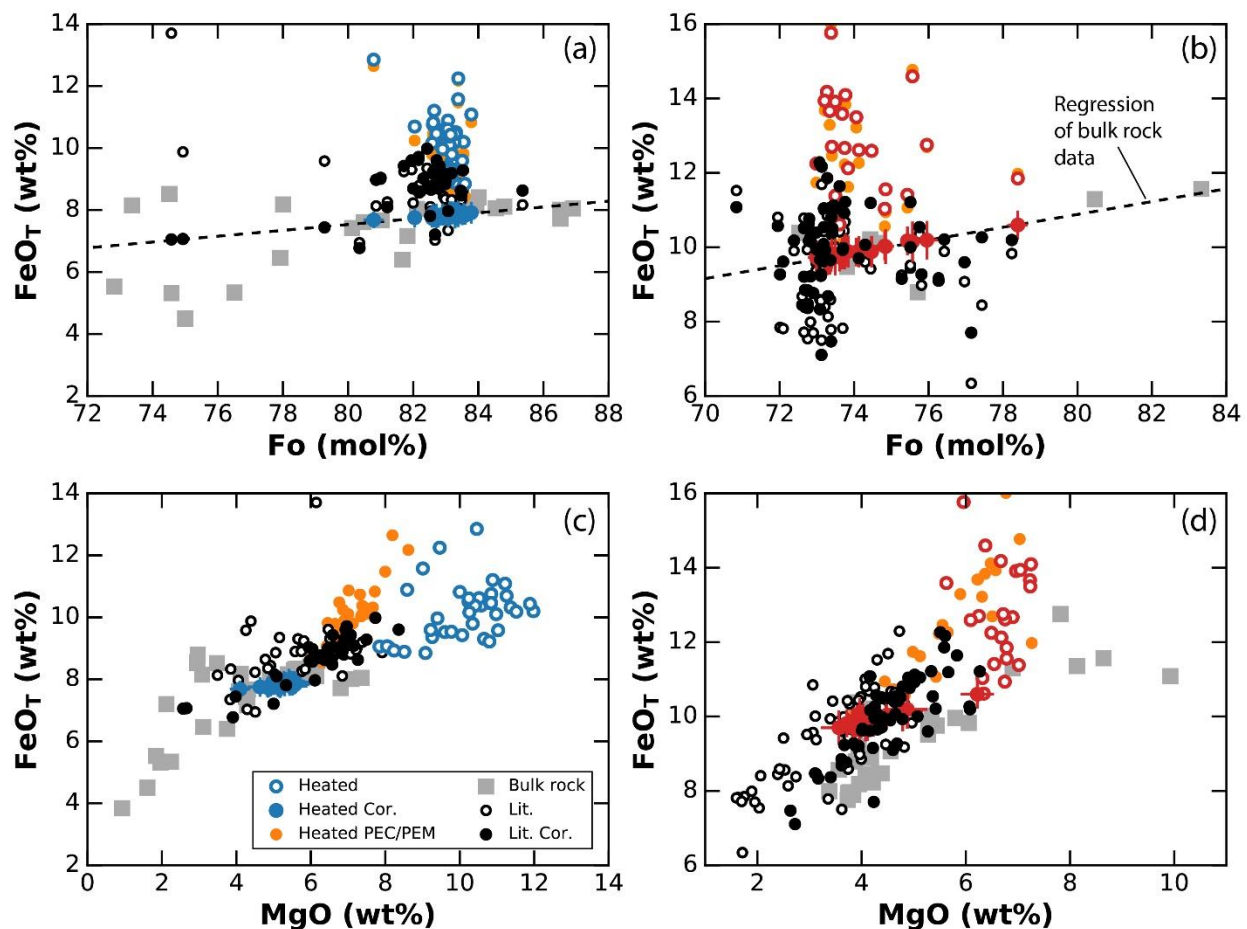 14
12
10
8
6
4
2
FeO_T (wt%)
(a)
72 74 76 78 80 82 84 86 88
Fo (mol%)
16
14
12
10
8
6
FeO_T (wt%)
(b)
Regression
of bulk rock
data
70 72 74 76 78 80 82 84
Fo (mol%)
14
12
10
8
6
4
2
FeO_T (wt%)
(c)
Heated
Heated Cor.
Heated PEC/PEM
Bulk rock
Lit.
Lit. Cor.
0 2 4 6 8 10 12 14
MgO (wt%)
16
14
12
10
8
6
FeO_T (wt%)
(d)
2 4 6 8 10
MgO (wt%)